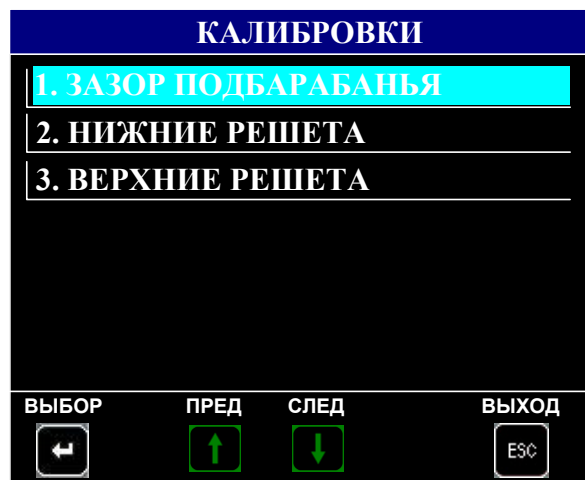 КАЛИБРОВКИ
1. ЗАЗОР ПОДБАРАБАНЬЯ
2. НИЖНИЕ РЕШЕТА
3. ВЕРХНИЕ РЕШЕТА
ВЫБОР ПРЕД СЛЕД ВЫХОД
ESC